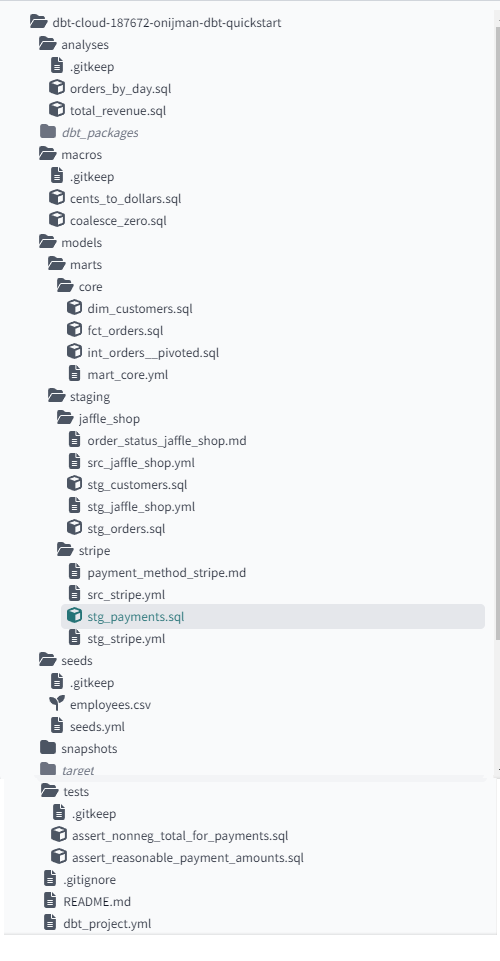 dbt-cloud-187672-onijman-dbt-quickstart
analyses
.gitkeep
orders_by_day.sql
total_revenue.sql
dbt_packages
macros
.gitkeep
cents_to_dollars.sql
coalesce_zero.sql
models
marts
core
dim_customers.sql
fct_orders.sql
int_orders__pivoted.sql
mart_core.yml
staging
jaffle_shop
order_status_jaffle_shop.md
src_jaffle_shop.yml
stg_customers.sql
stg_jaffle_shop.yml
stg_orders.sql
stripe
payment_method_stripe.md
src_stripe.yml
stg_payments.sql
stg_stripe.yml
seeds
.gitkeep
employees.csv
seeds.yml
snapshots
target
tests
.gitkeep
assert_nonneg_total_for_payments.sql
assert_reasonable_payment_amounts.sql
.gitignore
README.md
dbt_project.yml